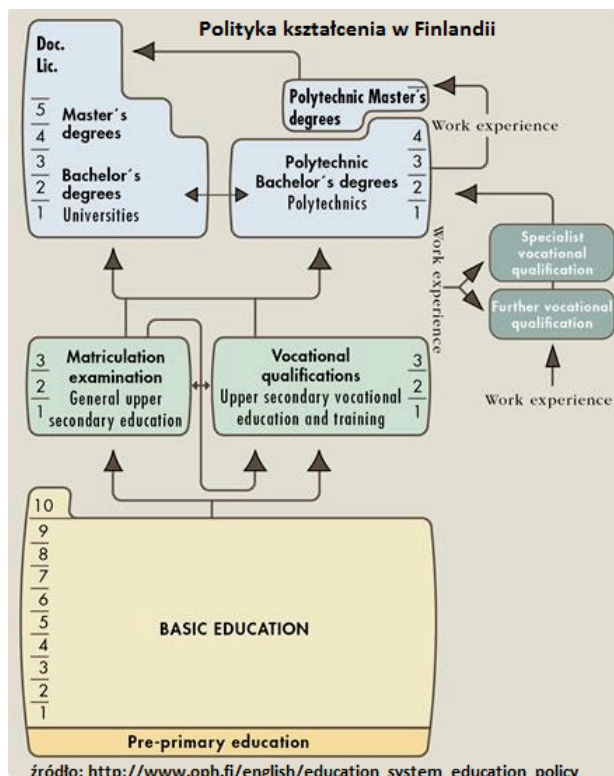 Polityka kształcenia w Finlandii
Doc.
Lic.
5
4
3
2
1
Master´s
degrees
Bachelor´s
degrees
Universities
Polytechnic Master´s
degrees
Work experience
4
3
2
1
Polytechnic
Bachelor´s degrees
Polytechnics
Work experience
Specialist
vocational
qualification
Further vocational
qualification
Work experience
3
2
1
Matriculation
examination
General upper
secondary education
Vocational
qualifications
Upper secondary vocational
education and training
3
2
1
10
9
8
7
6
5
4
3
2
1
BASIC EDUCATION
Pre-primary education
źródło: http://www.oph.fi/english/education_system_education_policy